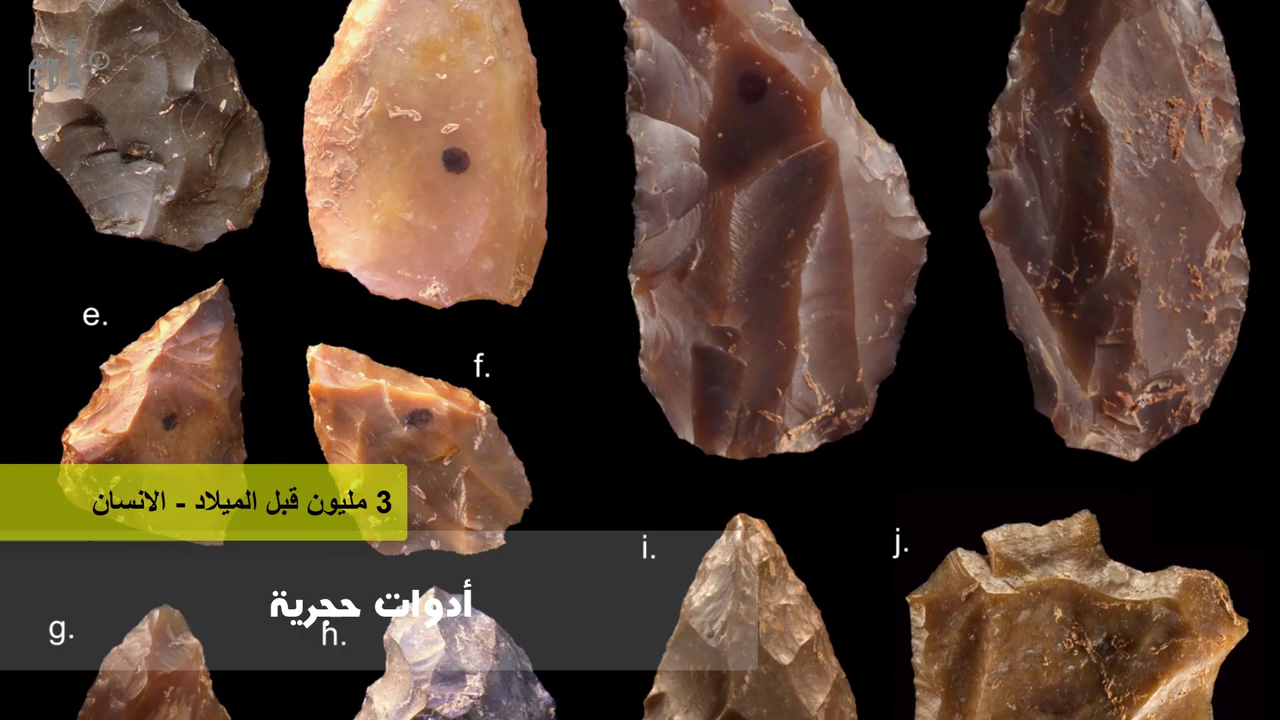 e.
f.
3 مليون قبل الميلاد - الانسان
i.
j.
أدوات حجرية
g.
h.